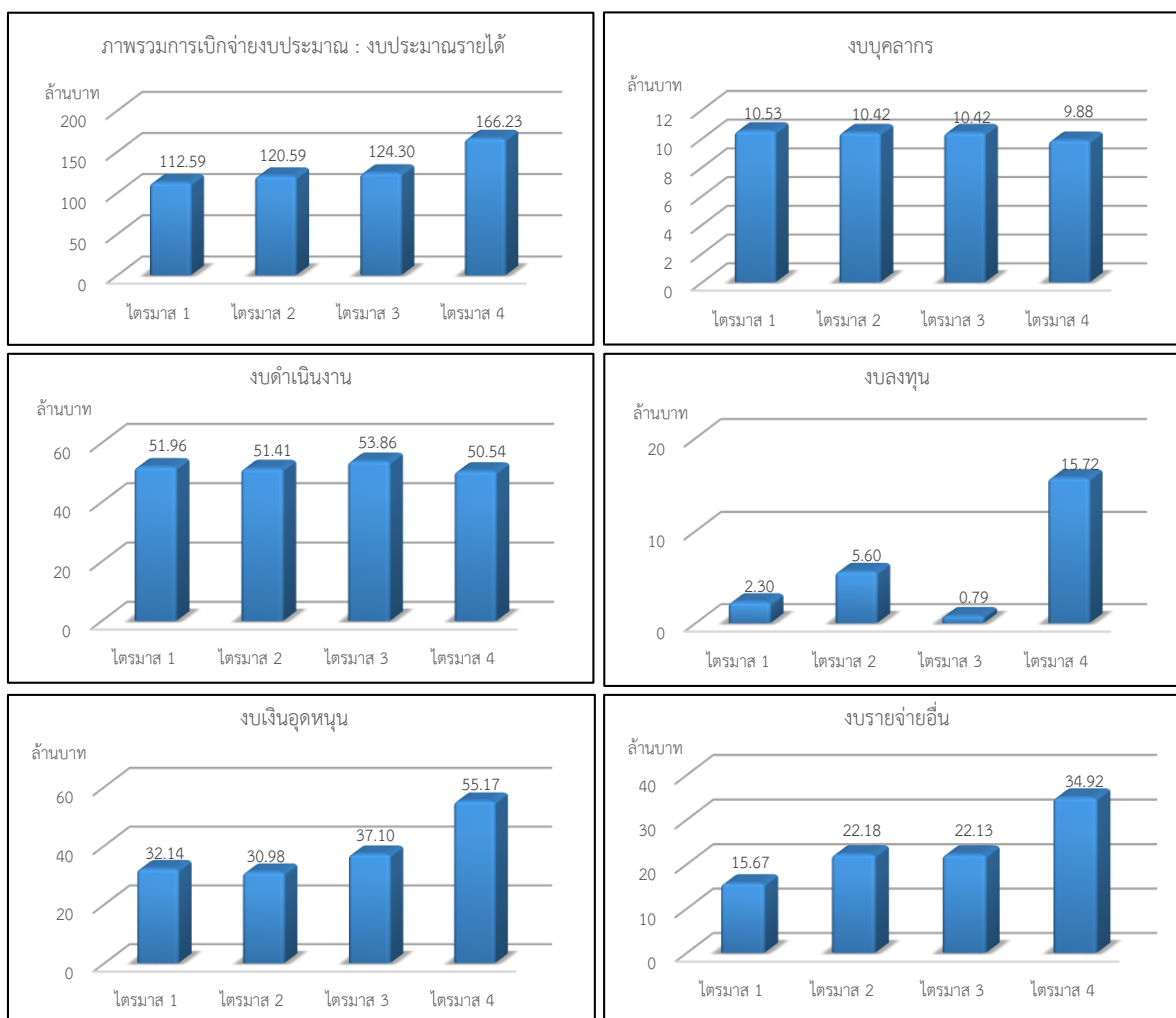 ภาพรวมการเบิกจ่ายงบประมาณ : งบประมาณรายได้
ล้านบาท
200
150
100
50
0
112.59
120.59
124.30
166.23
ไตรมาส 1
ไตรมาส 2
ไตรมาส 3
ไตรมาส 4
งบบุคลากร
ล้านบาท
12
10
8
6
4
2
0
10.53
10.42
10.42
9.88
ไตรมาส 1
ไตรมาส 2
ไตรมาส 3
ไตรมาส 4
งบดำเนินงาน
ล้านบาท
60
40
20
0
51.96
51.41
53.86
50.54
ไตรมาส 1
ไตรมาส 2
ไตรมาส 3
ไตรมาส 4
งบลงทุน
ล้านบาท
20
10
0
2.30
5.60
0.79
15.72
ไตรมาส 1
ไตรมาส 2
ไตรมาส 3
ไตรมาส 4
งบเงินอุดหนุน
ล้านบาท
60
40
20
0
32.14
30.98
37.10
55.17
ไตรมาส 1
ไตรมาส 2
ไตรมาส 3
ไตรมาส 4
งบรายจ่ายอื่น
ล้านบาท
40
30
20
10
0
15.67
22.18
22.13
34.92
ไตรมาส 1
ไตรมาส 2
ไตรมาส 3
ไตรมาส 4